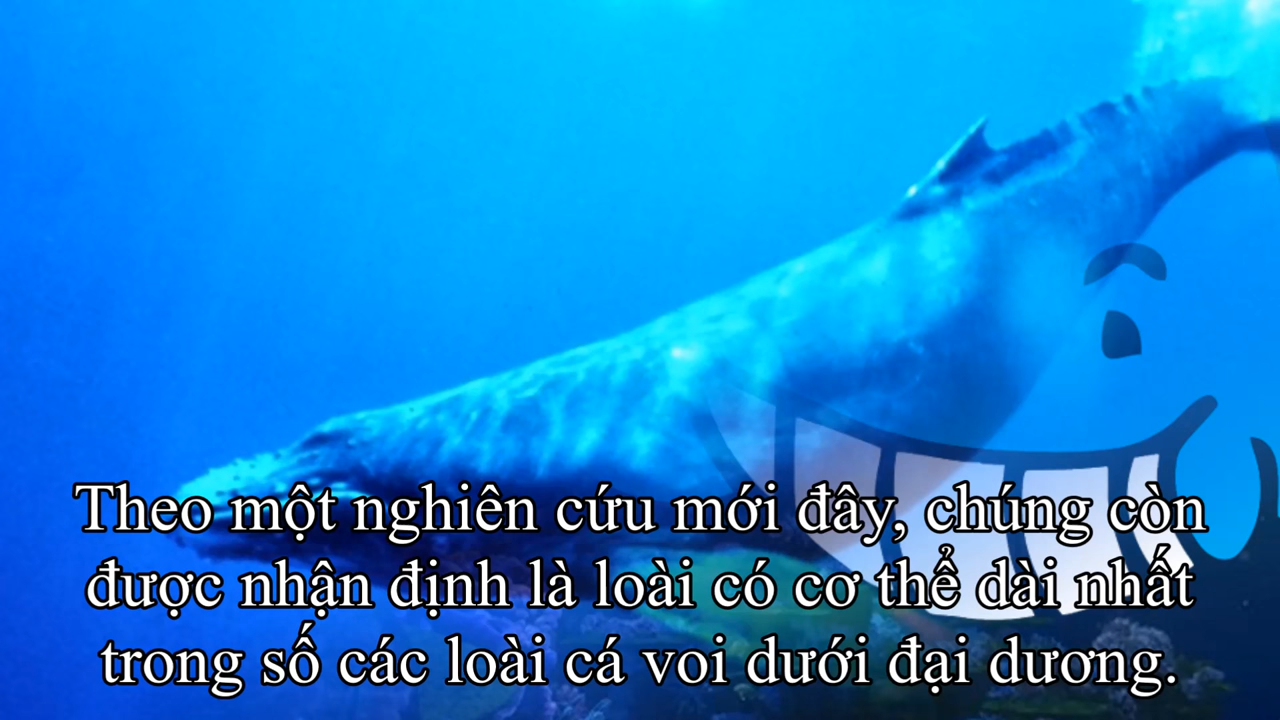 Theo một nghiên cứu mới đây, chúng còn
được nhận định là loài có cơ thể dài nhất
trong số các loài cá voi dưới đại dương.